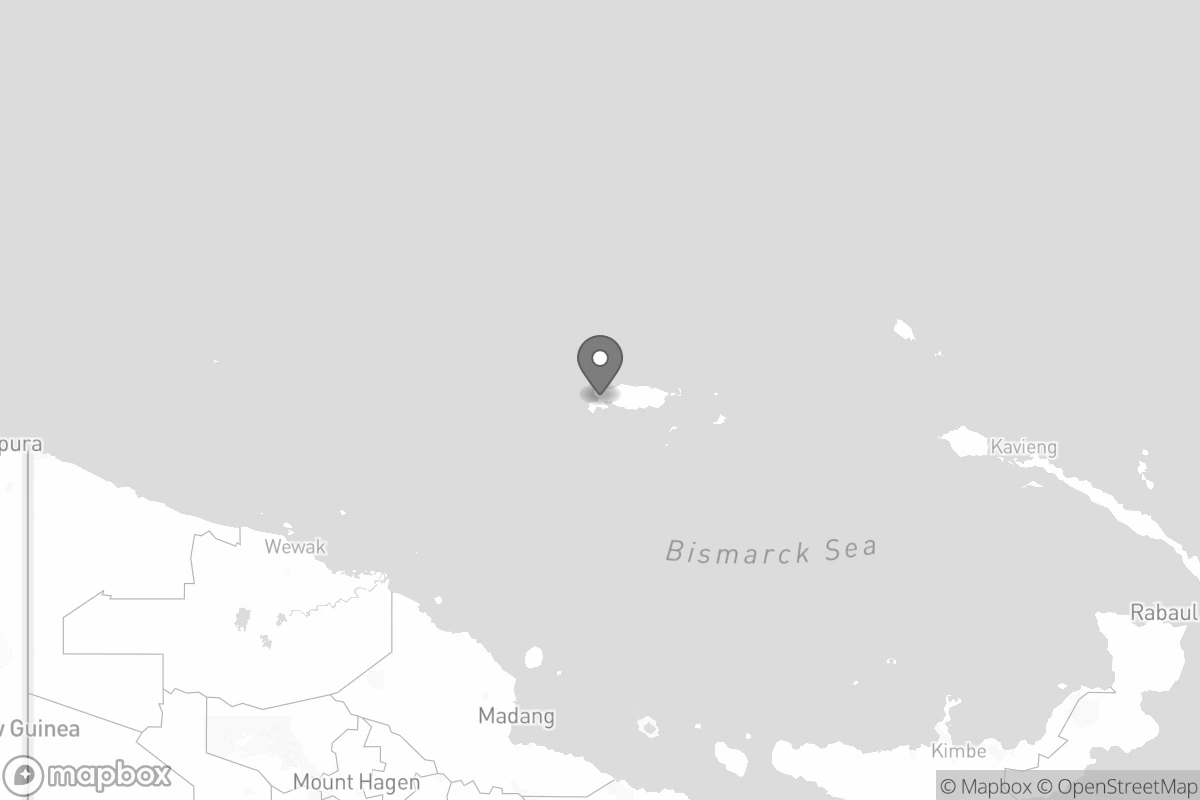 pura
Kavieng
Wewak
Bismarck Sea
Rabaul
Madang
w Guinea
Kimbe
mapbox
Mount Hagen
© Mapbox © OpenStreetMap